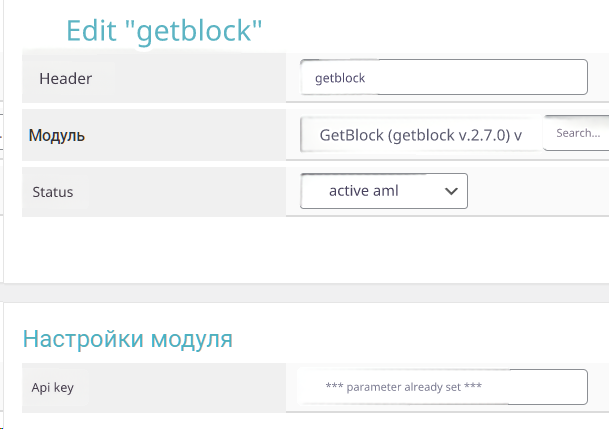 Edit "getblock"
Header
getblock
Модуль
GetBlock (getblock v.2.7.0) v
Search...
Status
active aml
Настройки модуля
Api key
*** parameter already set ***